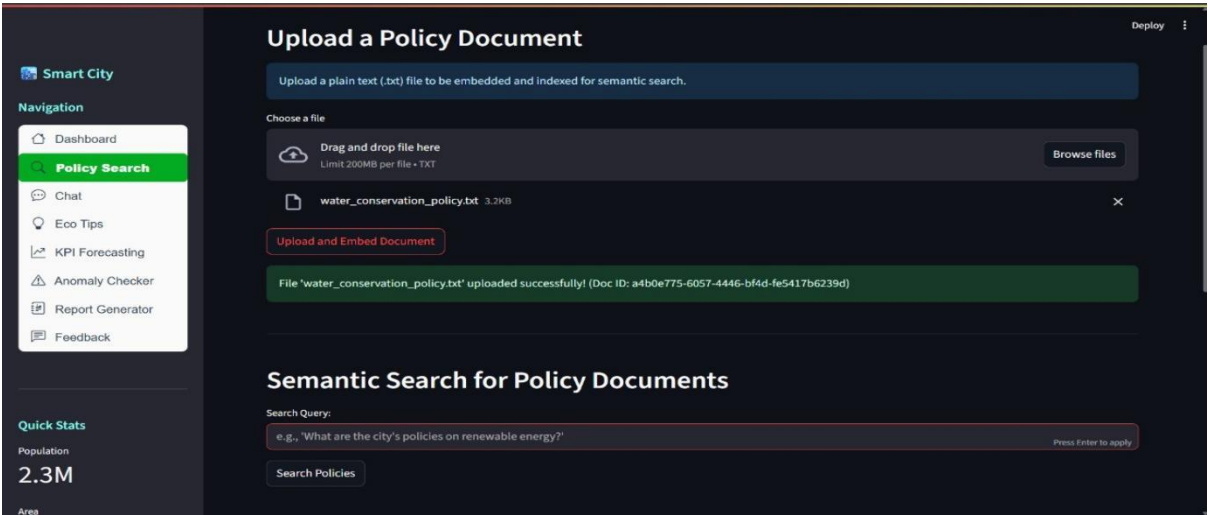 Deploy
Smart City
Navigation
Dashboard
Policy Search
Chat
Eco Tips
KPI Forecasting
Anomaly Checker
Report Generator
Feedback
Quick Stats
Population
2.3M
Area
Upload a Policy Document
Upload a plain text (.txt) file to be embedded and indexed for semantic search.
Choose a file
Drag and drop file here
Limit 200MB per file • TXT
Browse files
water_conservation_policy.txt 3.2KB
Upload and Embed Document
File 'water_conservation_policy.txt' uploaded successfully! (Doc ID: a4b0e775-6057-4446-bf4d-fe5417b6239d)
Semantic Search for Policy Documents
Search Query:
e.g., 'What are the city's policies on renewable energy?'
Press Enter to apply
Search Policies